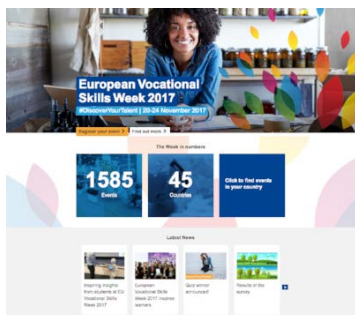 European Vocational
Skills Week 2017
#DiscoverYourTalent | 20-24 November 2017
Register your event >
Find out more >
The Week in numbers
1585
Events
45
Countries
Click to find events
in your country
Latest News
Inspiring insights
from students at EU
Vocational Skills
Week 2017
European
Vocational Skills
Week 2017 Awards
winners
Quiz winner
announced!
Results of the
survey